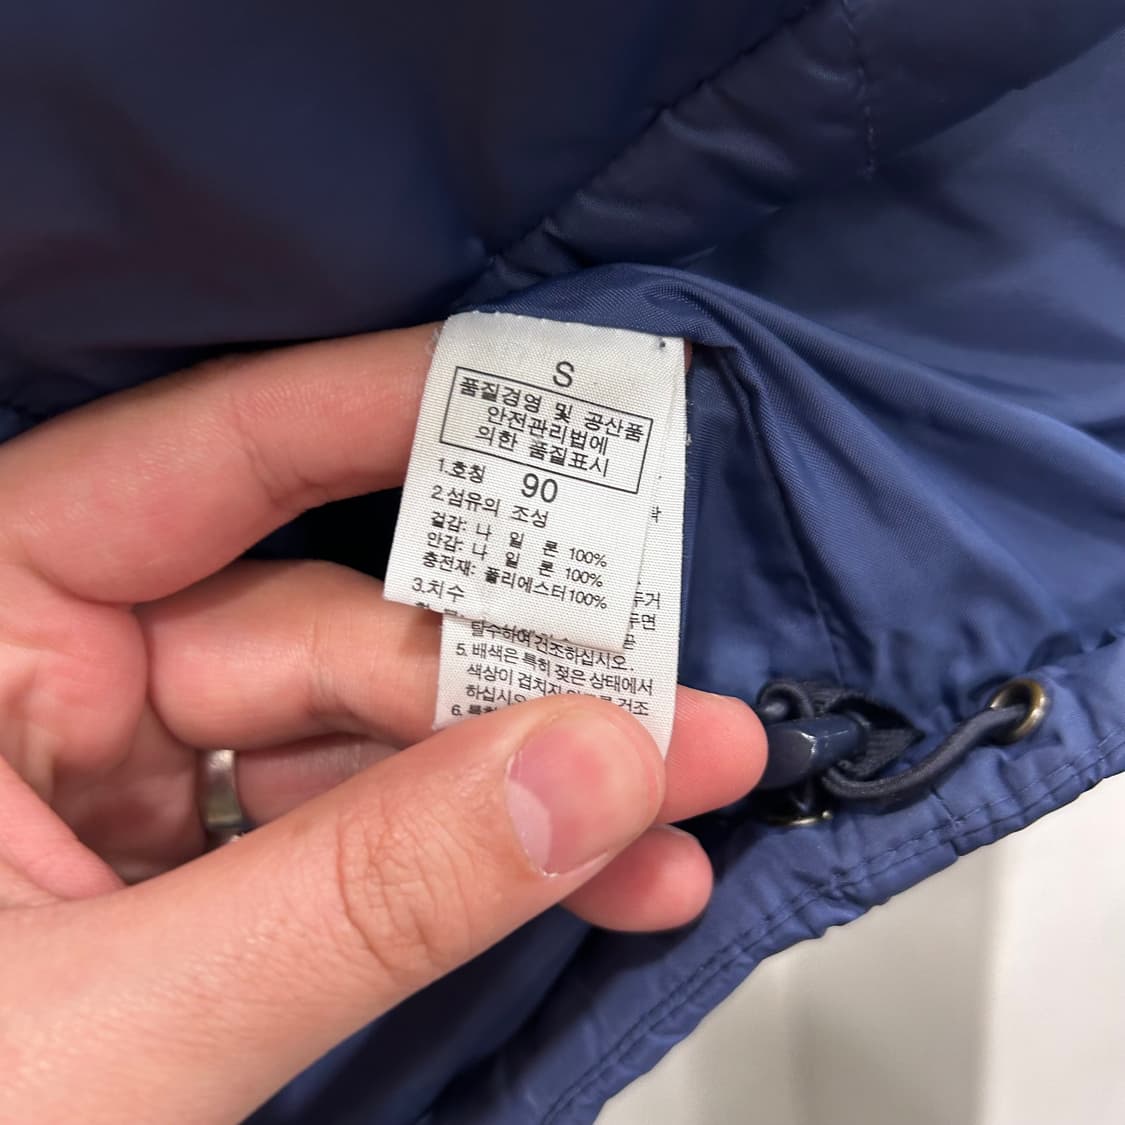 S
품질경영 및 공산품
안전관리법에
의한 품질표시
1.호칭 90
2.섬유의 조성
겉감: 나 일 론 100%
안감: 나 일 론 100%
충전재: 폴리에스터100%
3.치수
탈수하여 건조하십시오.
5. 배색은 특히 젖은 상태에서
색상이 겹치지
하십시오
6.